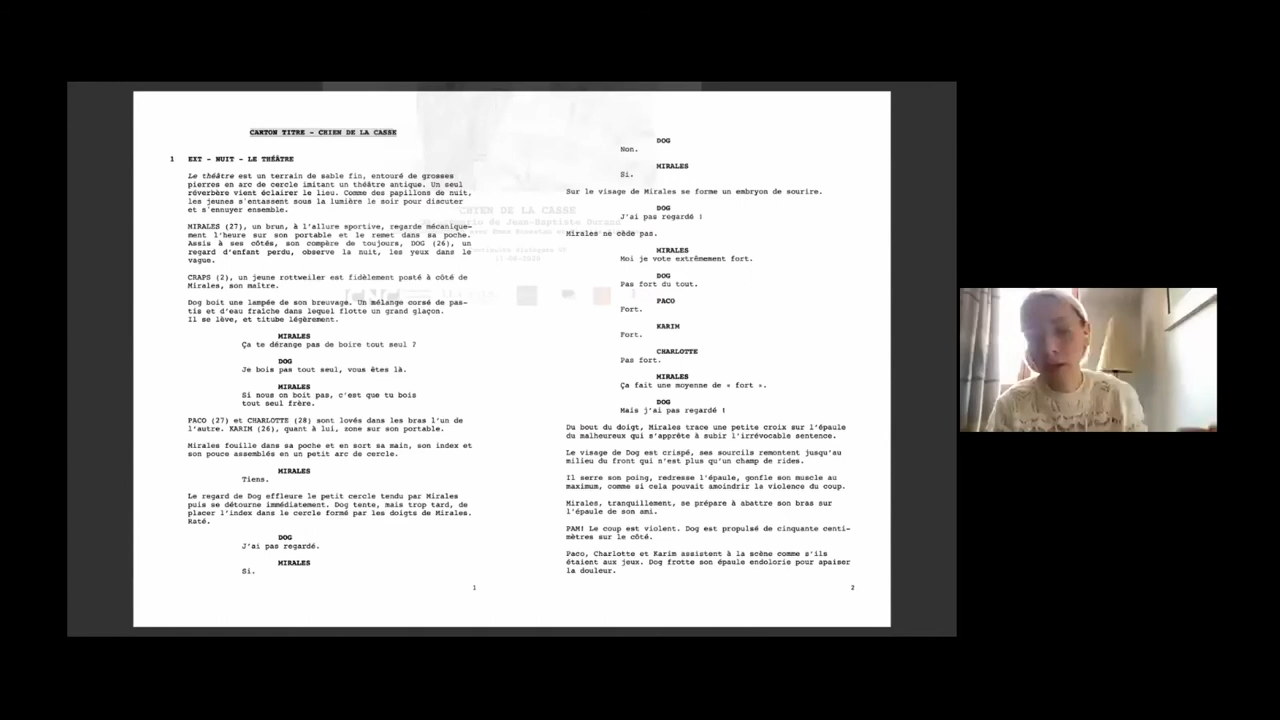 CARTON TITRE – CHIEN DE LA CASSE
1 EXT – NUIT – LE THÉÂTRE
Le théâtre est un terrain de sable fin, entouré de grosses
pierres en arc de cercle imitant un théâtre antique. Un seul
réverbère vient éclairer le lieu. Comme des papillons de nuit,
les jeunes s'entassent sous la lumière le soir pour discuter
et s'ennuyer ensemble.
MIRALES (27), un brun, à l'allure sportive, regarde mécanique-
ment l'heure sur son portable et le remet dans sa poche.
Assis à ses côtés, son compère de toujours, DOG (26), un
regard d'enfant perdu, observe la nuit, les yeux dans le
vague.
CRAPS (2), un jeune rottweiler est fidèlement posté à côté de
Mirales, son maître.
Dog boit une lampée de son breuvage. Un mélange corsé de pas-
tis et d'eau fraîche dans lequel flotte un grand glaçon.
Il se lève, et titube légèrement.
MIRALES
Ça te dérange pas de boire tout seul ?
DOG
Je bois pas tout seul, vous êtes là.
MIRALES
Si nous on boit pas, c'est que tu bois
tout seul frère.
PACO (27) et CHARLOTTE (28) sont lovés dans les bras l'un de
l'autre. KARIM (26), quant à lui, zone sur son portable.
Mirales fouille dans sa poche et en sort sa main, son index et
son pouce assemblés en un petit arc de cercle.
MIRALES
Tiens.
Le regard de Dog effleure le petit cercle tendu par Mirales
puis se détourne immédiatement. Dog tente, mais trop tard, de
placer l'index dans le cercle formé par les doigts de Mirales.
Raté.
DOG
J'ai pas regardé.
MIRALES
Si.
1
DOG
Non.
MIRALES
Si.
Sur le visage de Mirales se forme un embryon de sourire.
DOG
J'ai pas regardé !
Mirales ne cède pas.
MIRALES
Moi je vote extrêmement fort.
DOG
Pas fort du tout.
PACO
Fort.
KARIM
Fort.
CHARLOTTE
Pas fort.
MIRALES
Ça fait une moyenne de « fort ».
DOG
Mais j'ai pas regardé !
Du bout du doigt, Mirales trace une petite croix sur l'épaule
du malheureux qui s'apprête à subir l'irrévocable sentence.
Le visage de Dog est crispé, ses sourcils remontent jusqu'au
milieu du front qui n'est plus qu'un champ de rides.
Il serre son poing, redresse l'épaule, gonfle son muscle au
maximum, comme si cela pouvait amoindrir la violence du coup.
Mirales, tranquillement, se prépare à abattre son bras sur
l'épaule de son ami.
PAM! Le coup est violent. Dog est propulsé de cinquante centi-
mètres sur le côté.
Paco, Charlotte et Karim assistent à la scène comme s'ils
étaient aux jeux. Dog frotte son épaule endolorie pour apaiser
la douleur.
2
CHIEN DE LA CASSE
de Jean-Baptiste Durand